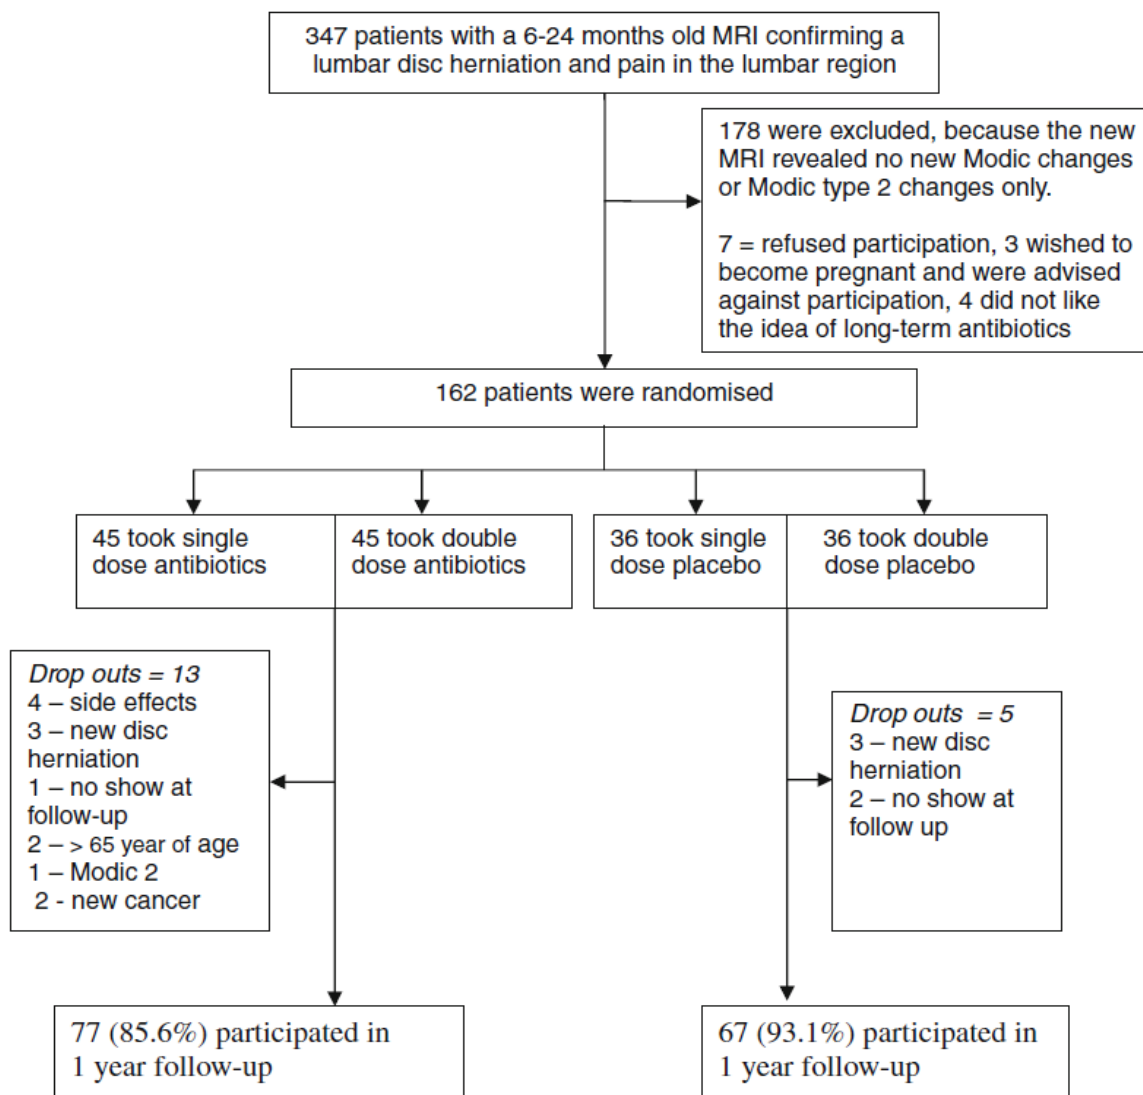 347 patients with a 6-24 months old MRI confirming a
lumbar disc herniation and pain in the lumbar region
178 were excluded, because the new
MRI revealed no new Modic changes
or Modic type 2 changes only.
7 = refused participation, 3 wished to
become pregnant and were advised
against participation, 4 did not like
the idea of long-term antibiotics
162 patients were randomised
45 took single
dose antibiotics
45 took double
dose antibiotics
36 took single
dose placebo
36 took double
dose placebo
Drop outs = 13
4 – side effects
3 – new disc
herniation
1 – no show at
follow-up
2 – > 65 year of age
1 – Modic 2
2 - new cancer
Drop outs = 5
3 – new disc
herniation
2 – no show at
follow up
77 (85.6%) participated in
1 year follow-up
67 (93.1%) participated in
1 year follow-up